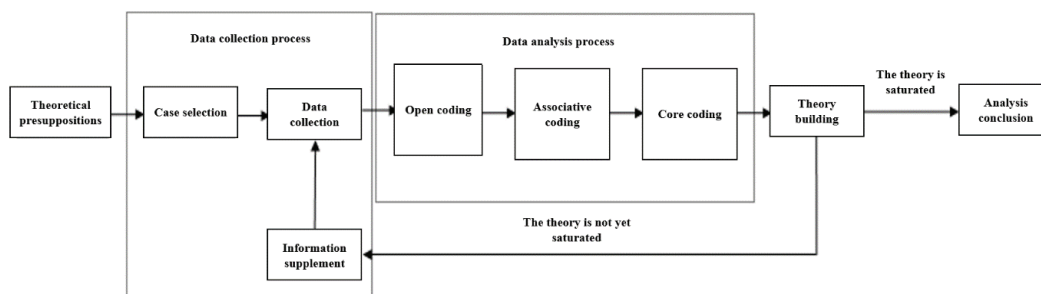 Data collection process
Data analysis process
Theoretical
presuppositions
Case selection
Data
collection
Open coding
Associative
coding
Core coding
Theory
building
The theory is
saturated
Analysis
conclusion
The theory is not yet
saturated
Information
supplement